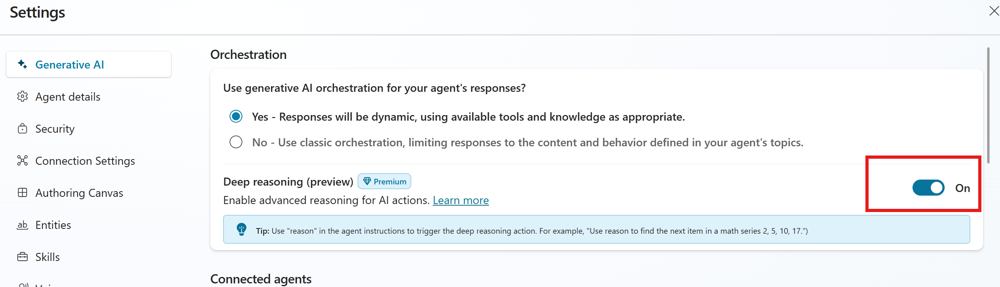 Settings
Generative AI
Agent details
Security
Connection Settings
Authoring Canvas
Entities
Skills
Orchestration
Use generative AI orchestration for your agent's responses?
Yes - Responses will be dynamic, using available tools and knowledge as appropriate.
No - Use classic orchestration, limiting responses to the content and behavior defined in your agent's topics.
Deep reasoning (preview) Premium
On
Enable advanced reasoning for AI actions. Learn more
Tip: Use "reason" in the agent instructions to trigger the deep reasoning action. For example, "Use reason to find the next item in a math series 2, 5, 10, 17.")
Connected agents